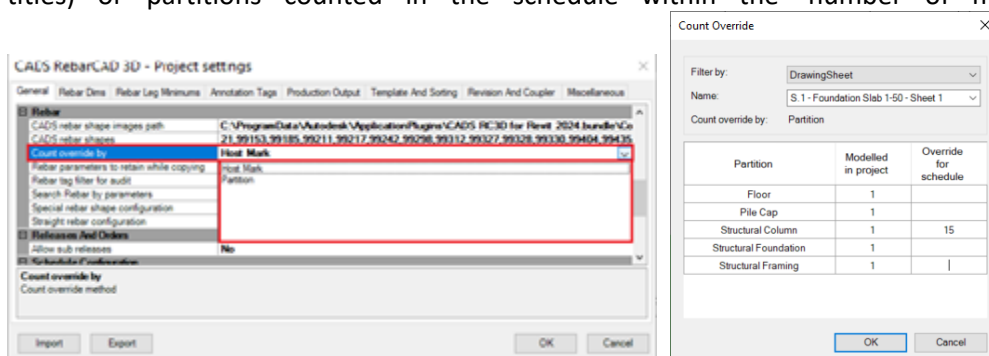 titles) of partitions counted in the schedule within the number of
CADS RebarCAD 3D - Project settings
General Rebar Dims Rebar Leg Minimums Annotation Tags Production Output Template And Sorting Revision And Coupler Miscellaneous
Rebar
CADS rebar shape images path C:\ProgramData\Autodesk\ApplicationPlugins\CADS RC3D for Revit 2024.bundle\Co
CADS rebar shapes 21,99153,99185,99211,99217,99242,99298,99312,99327,99328,99330,99404,99435
Count override by Host Mark
Rebar parameters to retain while copying Host Mark
Rebar tag filter for audit Partition
Search Rebar by parameters
Special rebar shape configuration
Straight rebar configuration
Releases And Orders
Allow sub releases No
Schedule Configuration
Count override by
Count override method
Import Export OK Cancel
Count Override
Filter by: DrawingSheet
Name: S.1 - Foundation Slab 1-50 - Sheet 1
Count override by: Partition
Partition Modelled in project Override for schedule
Floor 1
Pile Cap 1
Structural Column 1 15
Structural Foundation 1
Structural Framing 1
OK Cancel